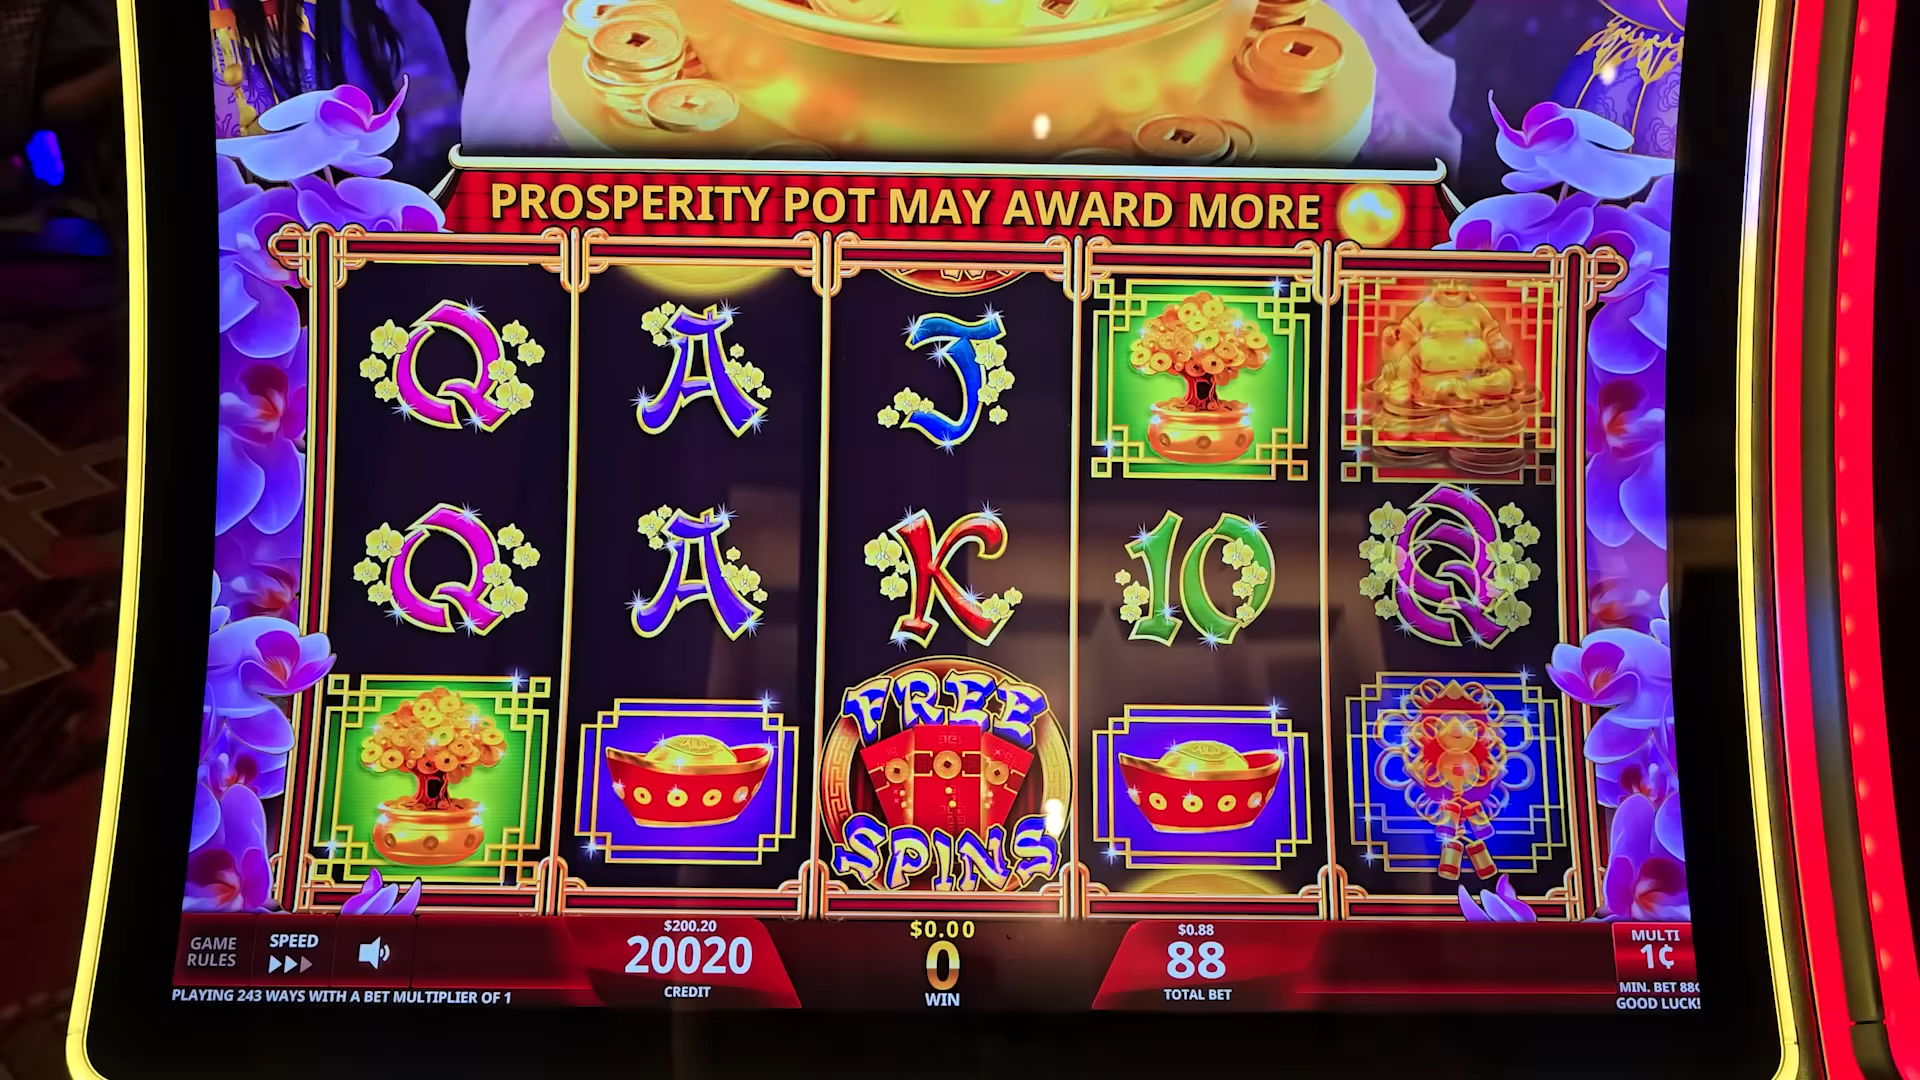 PROSPERITY POT MAY AWARD MORE
Q A J
Q A K 10 Q
FREE
SPINS
GAME
RULES
SPEED
$200.20
20020
CREDIT
$0.00
0
WIN
$0.88
88
TOTAL BET
MULTI
1¢
PLAYING 243 WAYS WITH A BET MULTIPLIER OF 1
MIN. BET 88¢
GOOD LUCK!